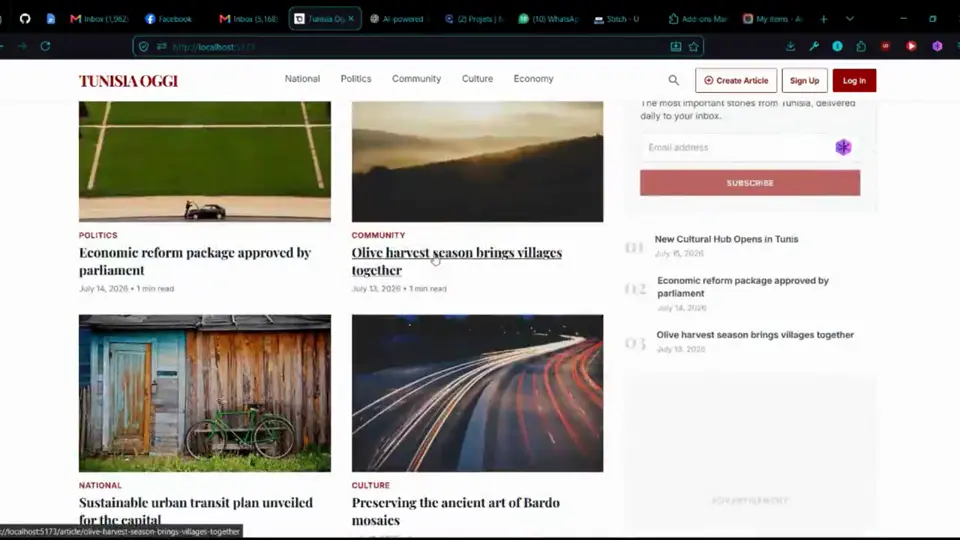 Inbox (1,962)
Facebook
Inbox (5,168)
Tunisia Og
AI-powered
(2) Projets | N
(10) WhatsAp
Stitch - U
Add-ons Mar
My items - A
http://localhost:5173
TUNISIA OGGI
National
Politics
Community
Culture
Economy
Create Article
Sign Up
Log In
The most important stories from Tunisia, delivered
daily to your inbox.
Email address
SUBSCRIBE
POLITICS
Economic reform package approved by
parliament
July 14, 2026 • 1 min read
COMMUNITY
Olive harvest season brings villages
together
July 13, 2026 • 1 min read
01
New Cultural Hub Opens in Tunis
July 15, 2026
02
Economic reform package approved by
parliament
July 14, 2026
03
Olive harvest season brings villages together
July 13, 2026
NATIONAL
Sustainable urban transit plan unveiled
for the capital
CULTURE
Preserving the ancient art of Bardo
mosaics
ADVERTISEMENT
://localhost:5173/article/olive-harvest-season-brings-villages-together